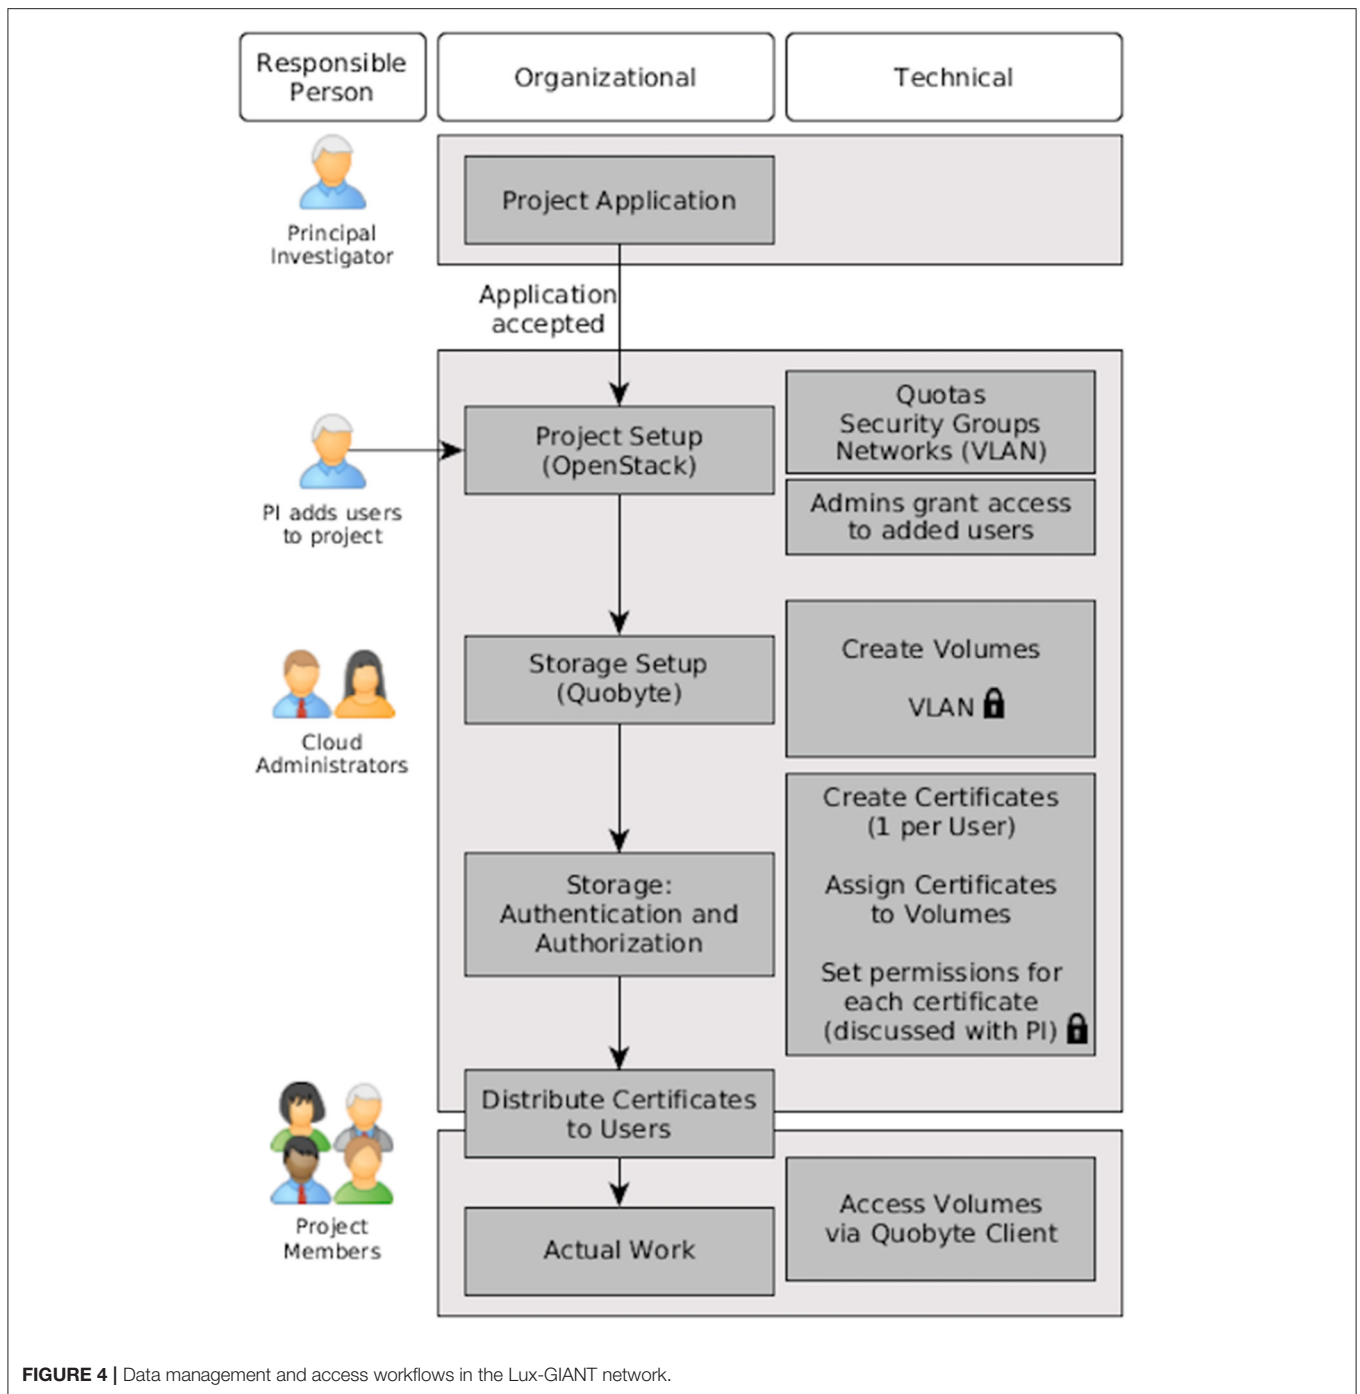 Responsible
Person
Organizational
Technical
Project Application
Principal
Investigator
Application
accepted
Quotas
Security Groups
Networks (VLAN)
Project Setup
(OpenStack)
PI adds users
to project
Admins grant access
to added users
Create Volumes
VLAN
Storage Setup
(Quobyte)
Cloud
Administrators
Create Certificates
(1 per User)
Assign Certificates
to Volumes
Set permissions for
each certificate
(discussed with PI)
Storage:
Authentication and
Authorization
Distribute Certificates
to Users
Project
Members
Access Volumes
via Quobyte Client
Actual Work
FIGURE 4 | Data management and access workflows in the Lux-GIANT network.